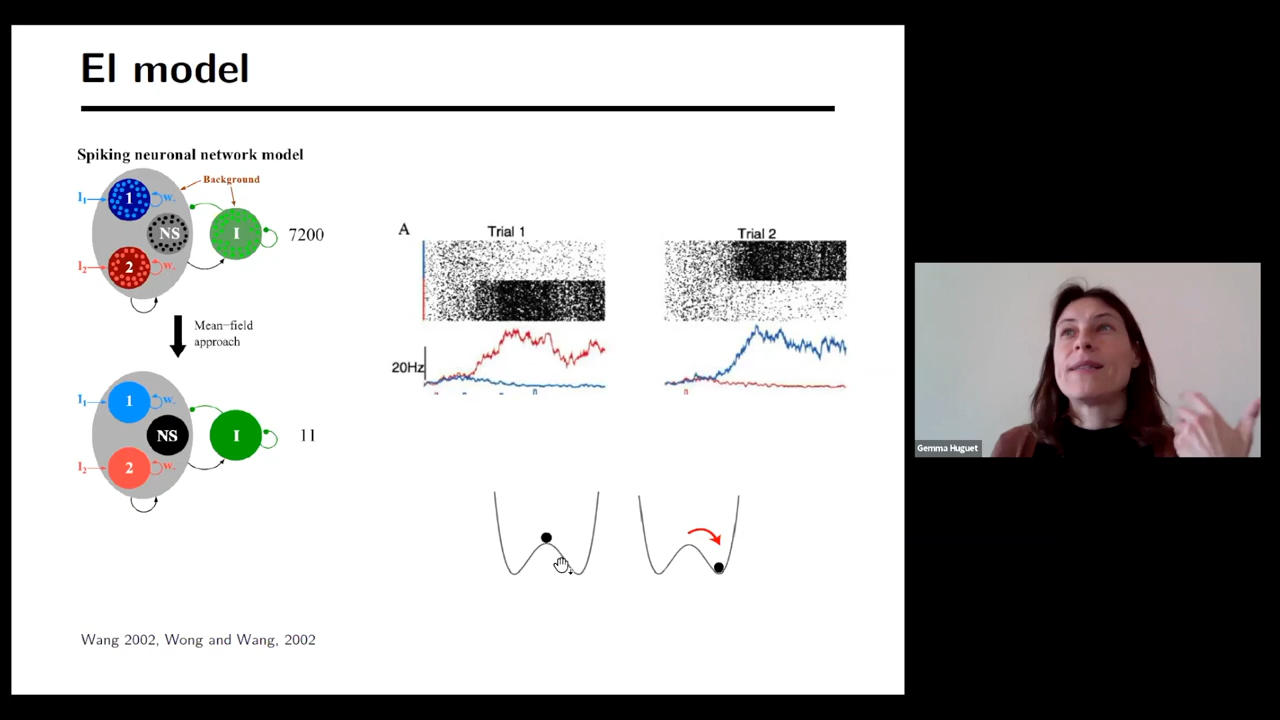 El model
Spiking neuronal network model
Background
I₁ 1 w₊
NS I 7200
I₂ 2 w₊
Mean−field
approach
I₁ 1 w₊
NS I 11
I₂ 2 w₊
A Trial 1 Trial 2
20Hz
Wang 2002, Wong and Wang, 2002
Gemma Huguet